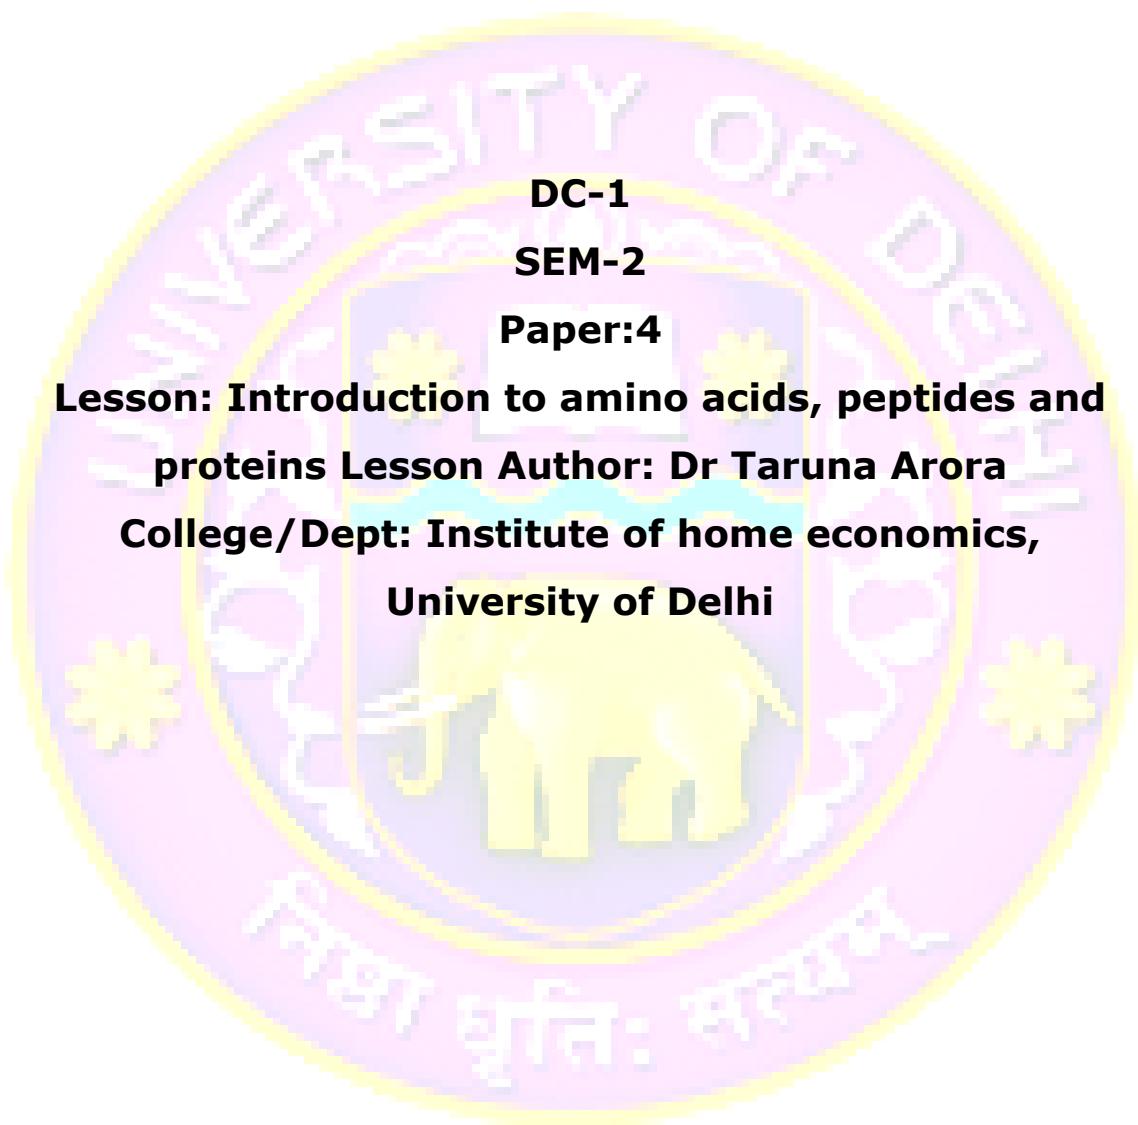 UNIVERSITY OF DELHI
DC-1
SEM-2
Paper:4
Lesson: Introduction to amino acids, peptides and
proteins Lesson Author: Dr Taruna Arora
College/Dept: Institute of home economics,
University of Delhi
निष्ठा धृति: सत्यम्